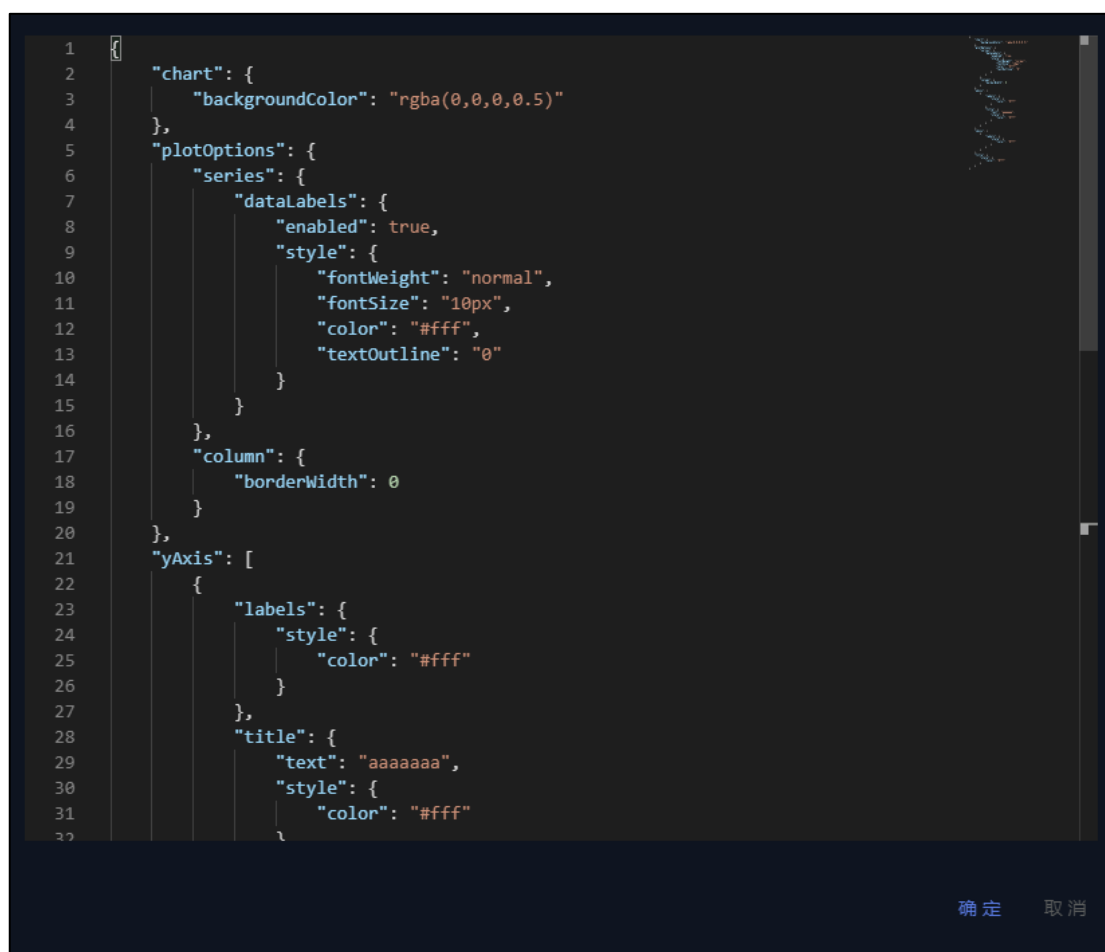 1 {
2 "chart": {
3 "backgroundColor": "rgba(0,0,0,0.5)"
4 },
5 "plotOptions": {
6 "series": {
7 "dataLabels": {
8 "enabled": true,
9 "style": {
10 "fontWeight": "normal",
11 "fontSize": "10px",
12 "color": "#fff",
13 "textOutline": "0"
14 }
15 }
16 },
17 "column": {
18 "borderWidth": 0
19 }
20 },
21 "yAxis": [
22 {
23 "labels": {
24 "style": {
25 "color": "#fff"
26 }
27 },
28 "title": {
29 "text": "aaaaaaa",
30 "style": {
31 "color": "#fff"
32 }
确定 取消